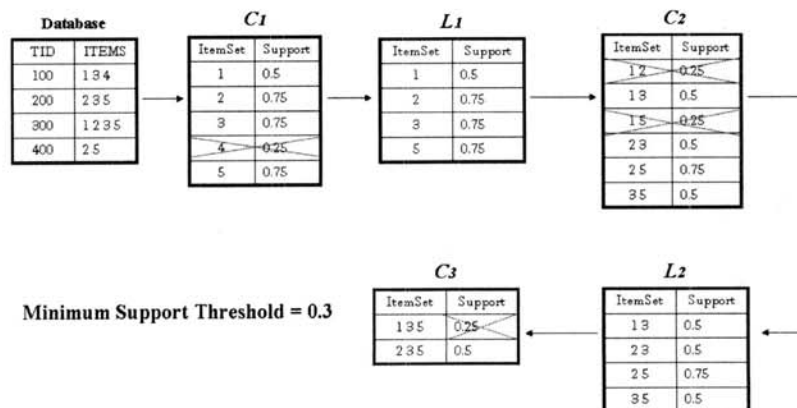 Database
TID ITEMS
100 1 3 4
200 2 3 5
300 1 2 3 5
400 2 5
C1
ItemSet Support
1 0.5
2 0.75
3 0.75
4 0.25
5 0.75
L1
ItemSet Support
1 0.5
2 0.75
3 0.75
5 0.75
C2
ItemSet Support
1 2 0.25
1 3 0.5
1 5 0.25
2 3 0.5
2 5 0.75
3 5 0.5
Minimum Support Threshold = 0.3
C3
ItemSet Support
1 3 5 0.25
2 3 5 0.5
L2
ItemSet Support
1 3 0.5
2 3 0.5
2 5 0.75
3 5 0.5